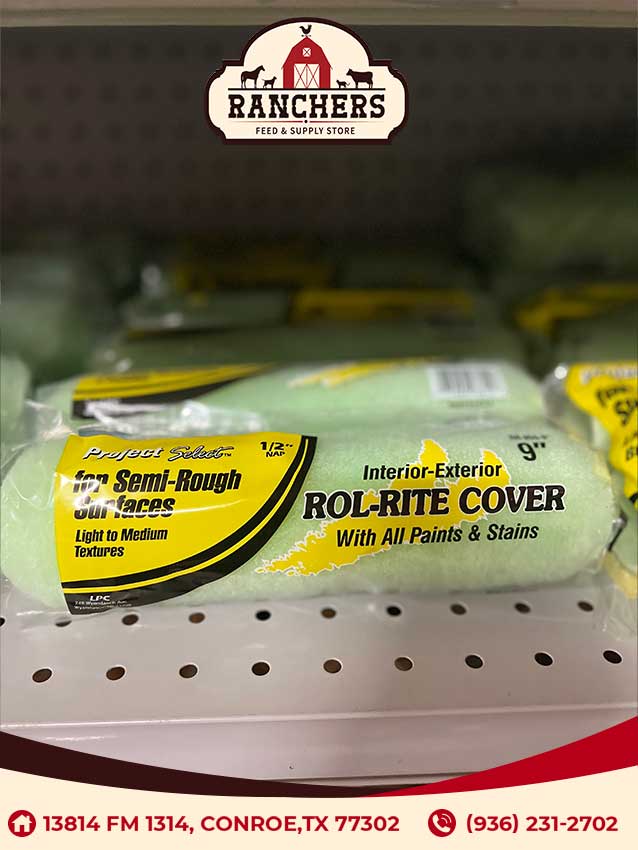 RANCHERS
FEED & SUPPLY STORE
Project Select™
1/2" NAP
for Semi-Rough
Surfaces
Light to Medium
Textures
LPC
9"
Interior-Exterior
ROL-RITE COVER
With All Paints & Stains
13814 FM 1314, CONROE,TX 77302
(936) 231-2702